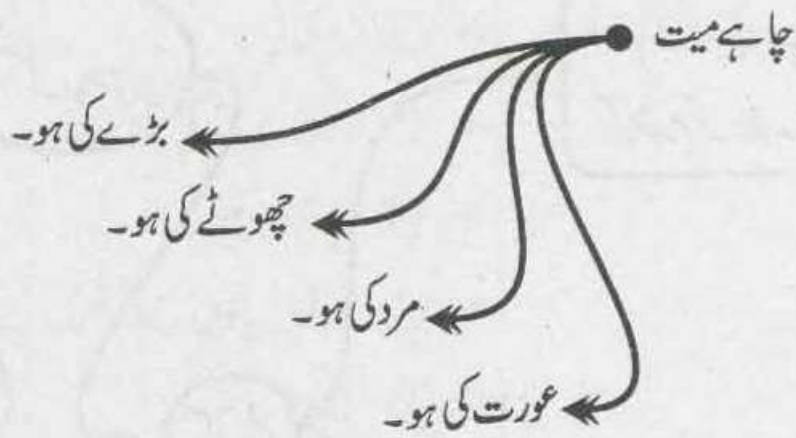 چاہے میت
بڑے کی ہو۔
چھوٹے کی ہو۔
مرد کی ہو۔
عورت کی ہو۔